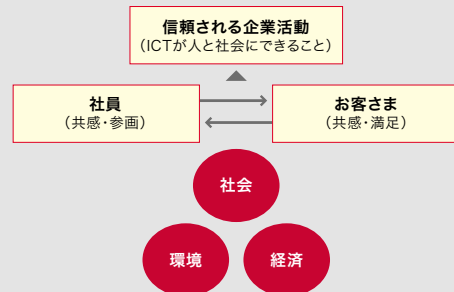 信頼される企業活動
（ICTが人と社会にできること）
社員
（共感・参画）
お客さま
（共感・満足）
社会
環境
経済